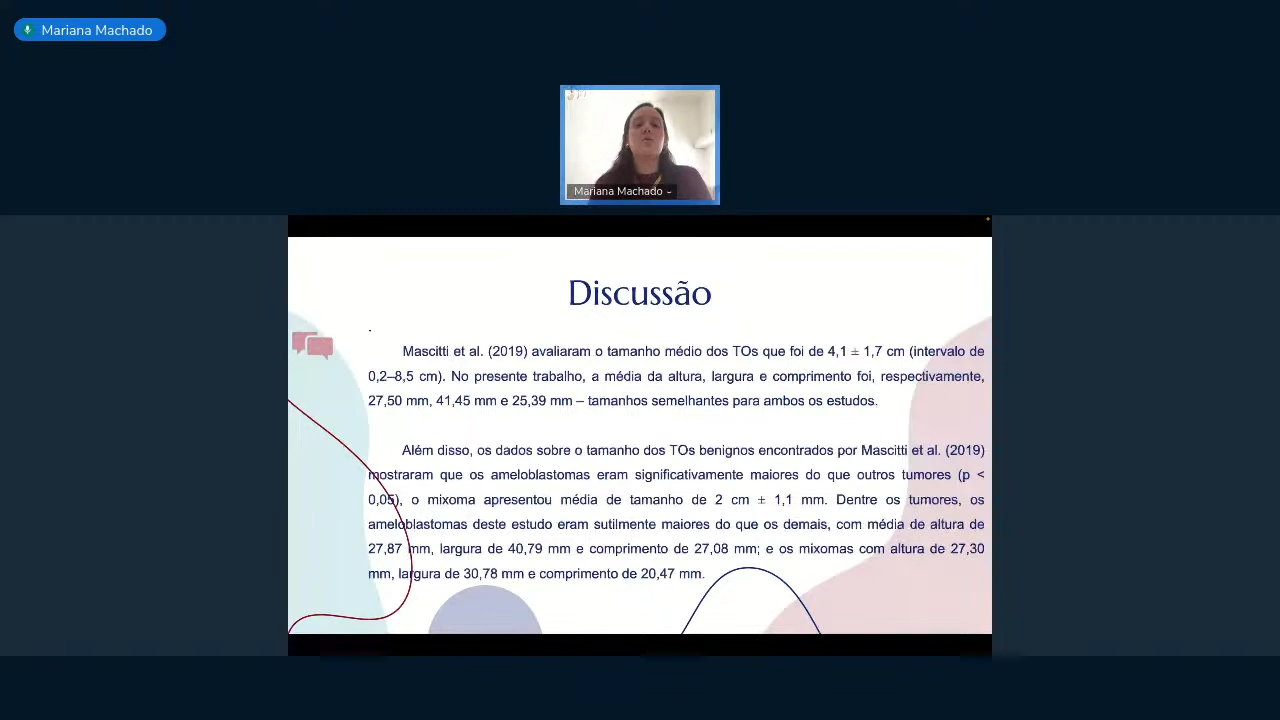 Mariana Machado
Mariana Machado
Discussão
.
Mascitti et al. (2019) avaliaram o tamanho médio dos TOs que foi de 4,1 ± 1,7 cm (intervalo de
0,2–8,5 cm). No presente trabalho, a média da altura, largura e comprimento foi, respectivamente,
27,50 mm, 41,45 mm e 25,39 mm – tamanhos semelhantes para ambos os estudos.
Além disso, os dados sobre o tamanho dos TOs benignos encontrados por Mascitti et al. (2019)
mostraram que os ameloblastomas eram significativamente maiores do que outros tumores (p <
0,05), o mixoma apresentou média de tamanho de 2 cm ± 1,1 mm. Dentre os tumores, os
ameloblastomas deste estudo eram sutilmente maiores do que os demais, com média de altura de
27,87 mm, largura de 40,79 mm e comprimento de 27,08 mm; e os mixomas com altura de 27,30
mm, largura de 30,78 mm e comprimento de 20,47 mm.